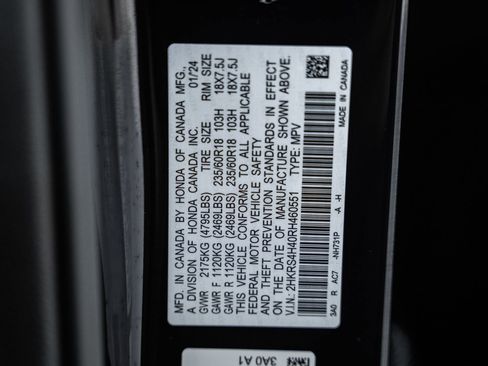 MFD. IN CANADA BY HONDA OF CANADA MFG.,
A DIVISION OF HONDA CANADA INC. 01/24
TIRE SIZE RIM SIZE
GVWR 2175KG (4795LBS)
GAWR F 1120KG (2469LBS) 235/60R18 103H 18X7.5J
GAWR R 1120KG (2469LBS) 235/60R18 103H 18X7.5J
THIS VEHICLE CONFORMS TO ALL APPLICABLE
FEDERAL MOTOR VEHICLE SAFETY
AND THEFT PREVENTION STANDARDS IN EFFECT
ON THE DATE OF MANUFACTURE SHOWN ABOVE.
V.I.N.: 2HKRS4H40RH460551 TYPE: MPV
3A0 R AC7 -NH731P -A -H
MADE IN CANADA
3A0 A1